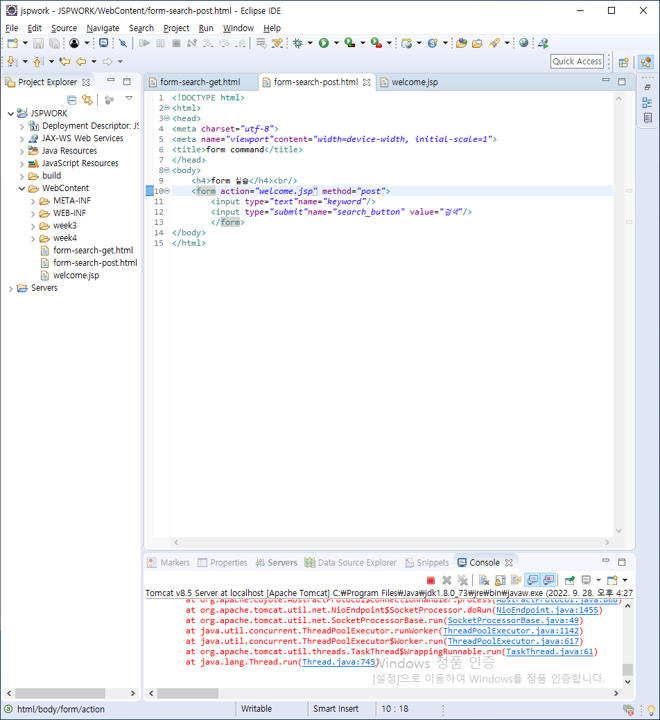 jspwork - JSPWORK/WebContent/form-search-post.html - Eclipse IDE
File Edit Source Navigate Search Project Run Window Help
Quick Access
Project Explorer
JSPWORK
Deployment Descriptor: JS
JAX-WS Web Services
Java Resources
JavaScript Resources
build
WebContent
META-INF
WEB-INF
week3
week4
form-search-get.html
form-search-post.html
welcome.jsp
Servers
form-search-get.html form-search-post.html welcome.jsp
1 <!DOCTYPE html>
2 <html>
3 <head>
4 <meta charset="utf-8">
5 <meta name="viewport"content="width=device-width, initial-scale=1">
6 <title>form command</title>
7 </head>
8 <body>
9 <h4>form 실습</h4><br/>
10 <form action="welcome.jsp" method="post">
11 <input type="text"name="keyword"/>
12 <input type="submit"name="search_button" value="검색"/>
13 </form>
14 </body>
15 </html>
Markers Properties Servers Data Source Explorer Snippets Console
Tomcat v8.5 Server at localhost [Apache Tomcat] C:₩Program Files₩Java₩jdk1.8.0_73₩jre₩bin₩javaw.exe (2022. 9. 28. 오후 4:27
at org.apache.coyote.AbstractProtocol$ConnectionHandler.process(AbstractProtocol.java:868)
at org.apache.tomcat.util.net.NioEndpoint$SocketProcessor.doRun(NioEndpoint.java:1455)
at org.apache.tomcat.util.net.SocketProcessorBase.run(SocketProcessorBase.java:49)
at java.util.concurrent.ThreadPoolExecutor.runWorker(ThreadPoolExecutor.java:1142)
at java.util.concurrent.ThreadPoolExecutor$Worker.run(ThreadPoolExecutor.java:617)
at org.apache.tomcat.util.threads.TaskThread$WrappingRunnable.run(TaskThread.java:61)
at java.lang.Thread.run(Thread.java:745)
Windows 정품 인증
[설정]으로 이동하여 Windows를 정품 인증합니다.
html/body/form/action Writable Smart Insert 10 : 18